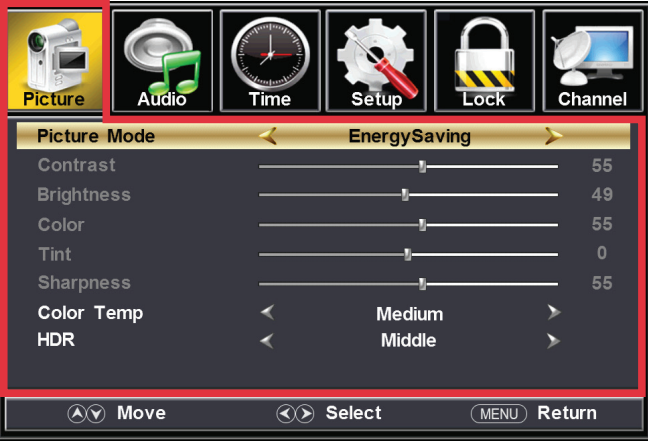 Picture Audio Time Setup Lock Channel
Picture Mode EnergySaving
Contrast 55
Brightness 49
Color 55
Tint 0
Sharpness 55
Color Temp Medium
HDR Middle
Move Select MENU Return